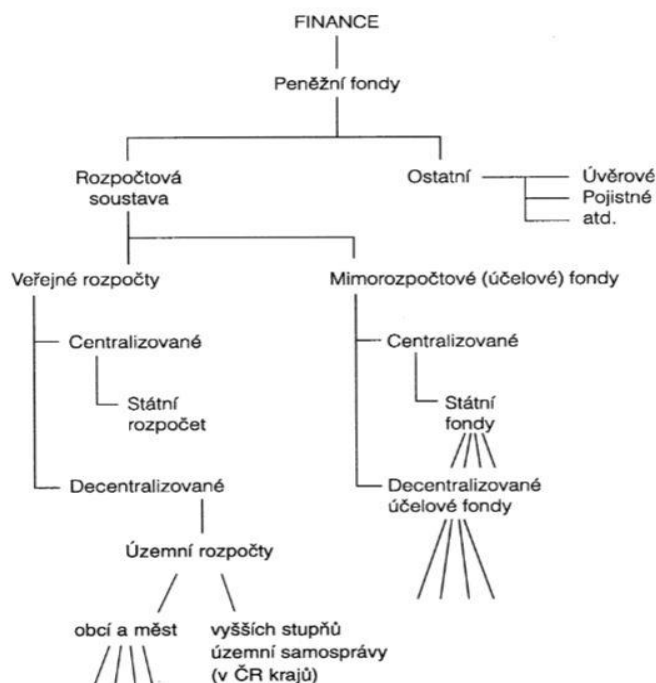 FINANCE
Peněžní fondy
Rozpočtová
soustava
Ostatní
Úvěrové
Pojistné
atd.
Veřejné rozpočty
Mimorozpočtové (účelové) fondy
Centralizované
Centralizované
Státní
rozpočet
Státní
fondy
Decentralizované
Decentralizované
účelové fondy
Územní rozpočty
obcí a měst
vyšších stupňů
územní samosprávy
(v ČR krajů)